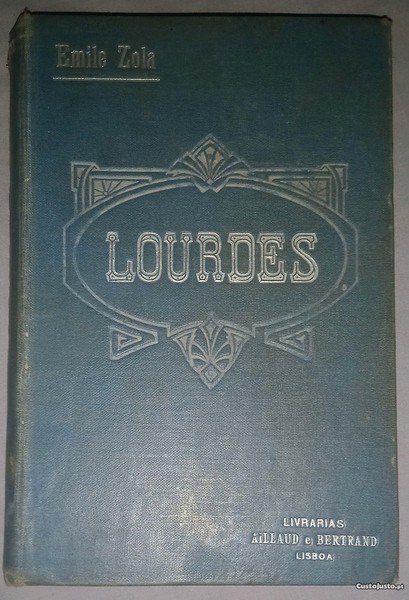 Emile Zola
LOURDES
LIVRARIAS
AILLAUD e BERTRAND
LISBOA
CustoJusto.pt